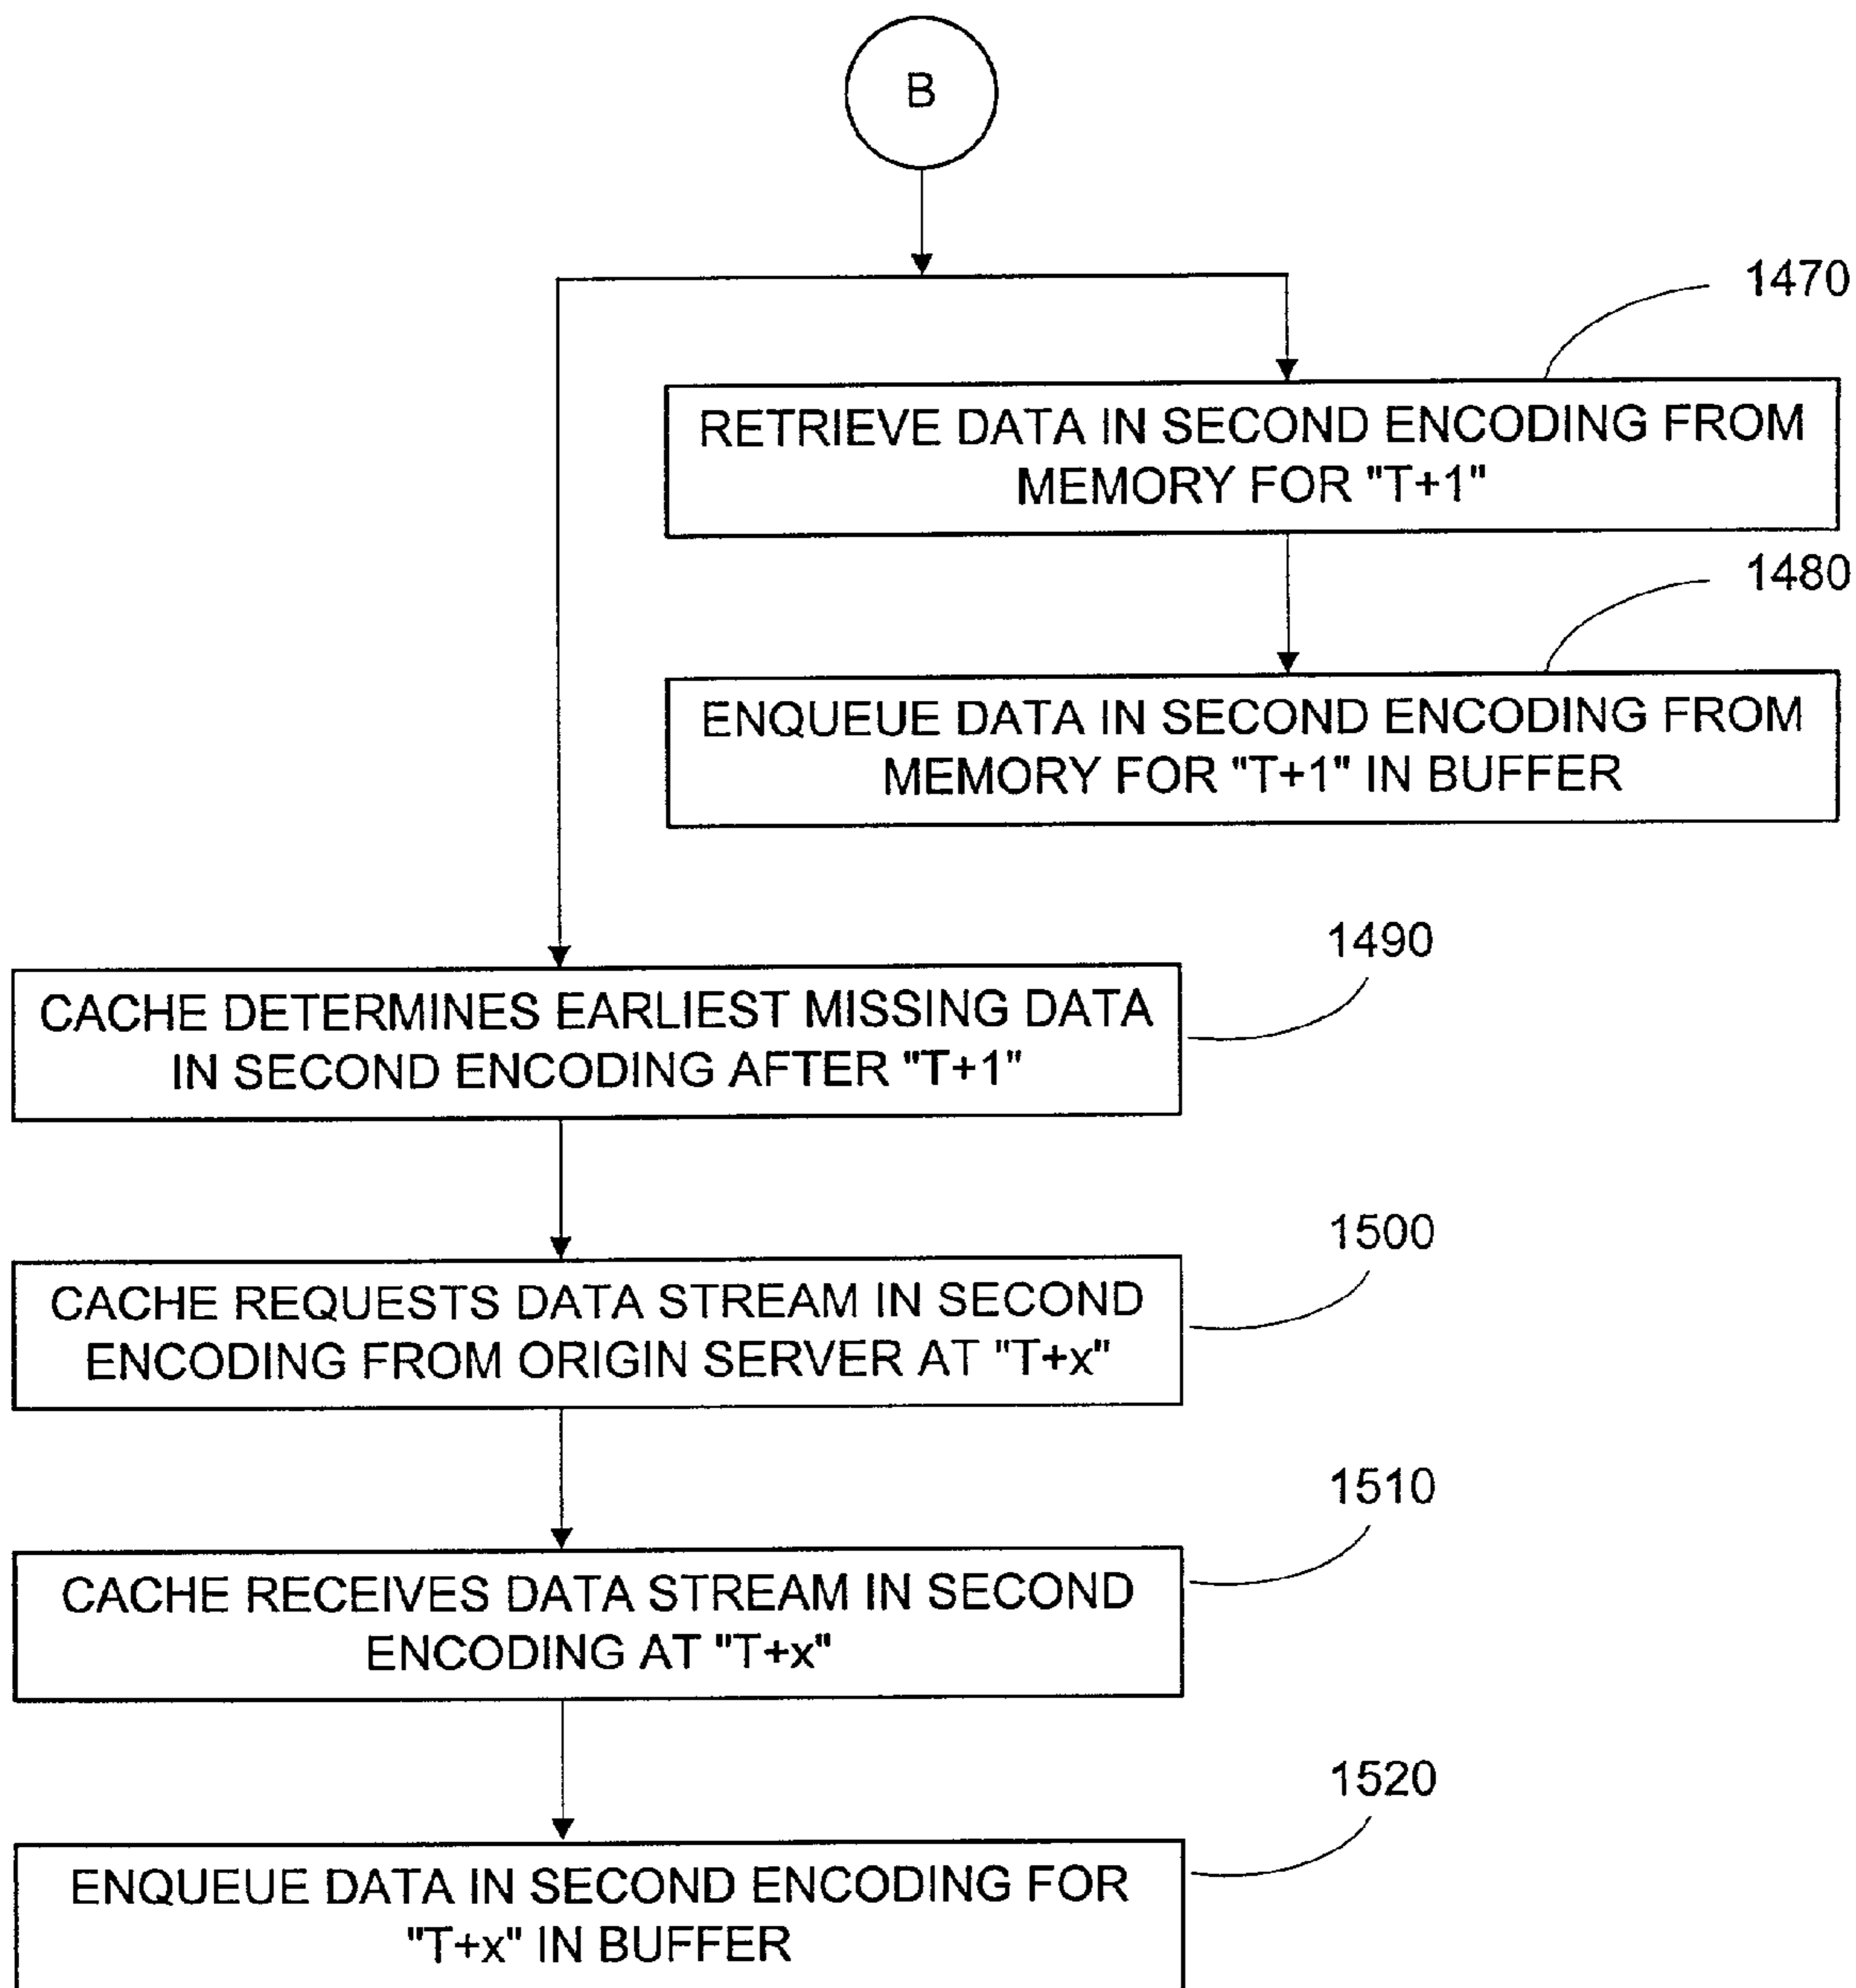 B
1470
RETRIEVE DATA IN SECOND ENCODING FROM
MEMORY FOR "T+1"
1480
ENQUEUE DATA IN SECOND ENCODING FROM
MEMORY FOR "T+1" IN BUFFER
1490
CACHE DETERMINES EARLIEST MISSING DATA
IN SECOND ENCODING AFTER "T+1"
1500
CACHE REQUESTS DATA STREAM IN SECOND
ENCODING FROM ORIGIN SERVER AT "T+x"
1510
CACHE RECEIVES DATA STREAM IN SECOND
ENCODING AT "T+x"
1520
ENQUEUE DATA IN SECOND ENCODING FOR
"T+x" IN BUFFER